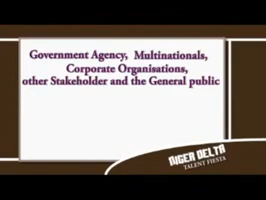 Government Agency, Multinationals,
Corporate Organisations,
other Stakeholder and the General public
NIGER DELTA
TALENT FIESTA